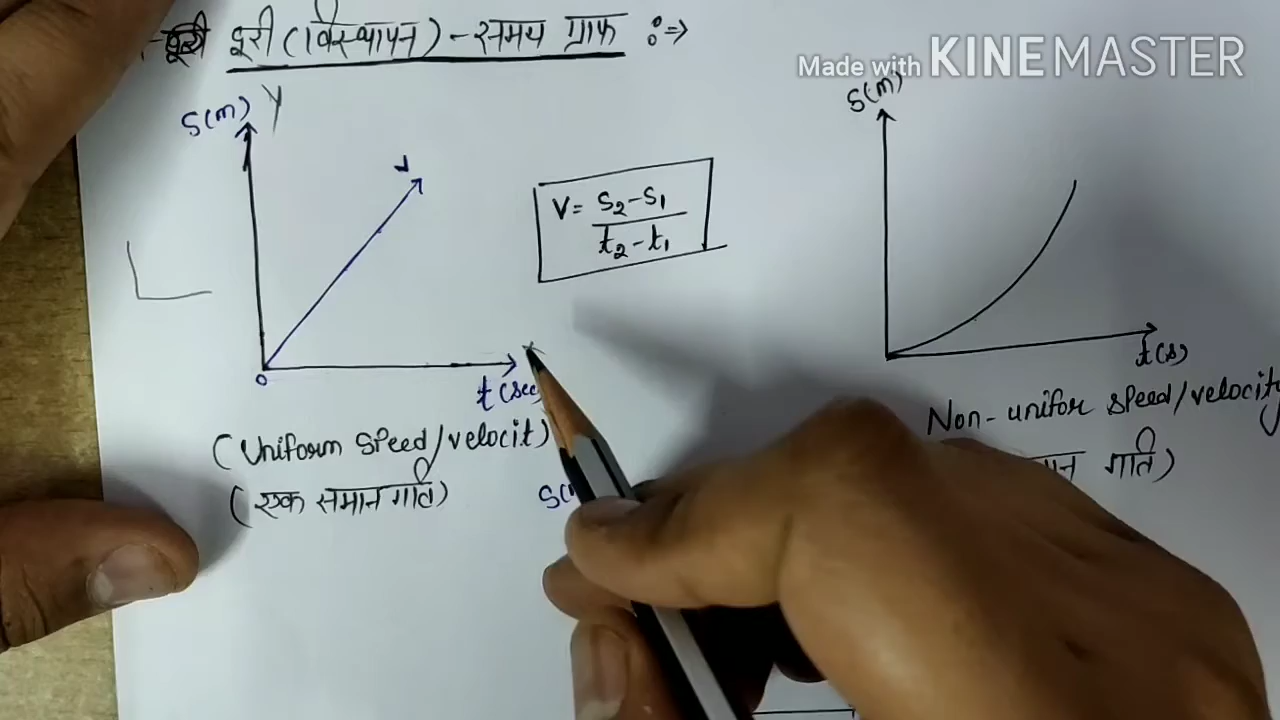 दूरी (विस्थापन) - समय ग्राफ :⇒
Made with KINEMASTER
S(m) Y
V = S2-S1 / t2-t1
O
t (sec
(Uniform speed/velocit)
(एक समान गति)
S(m)
t(s)
Non-unifor speed/velocity
गति)